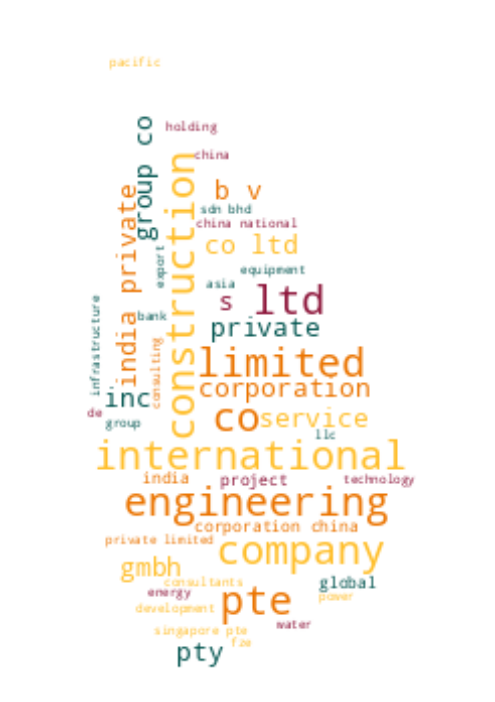 pacific
group co
holding
china
construction
b v
india private
sdn bhd
china national
co ltd
export
equipment
asia
s
ltd
infrastructure
bank
private
consulting
limited
corporation
inc
de
group
co
service
llc
international
india
project
technology
engineering
corporation china
private limited
company
gmbh
consultants
global
energy
pte
power
development
water
singapore pte
fze
pty